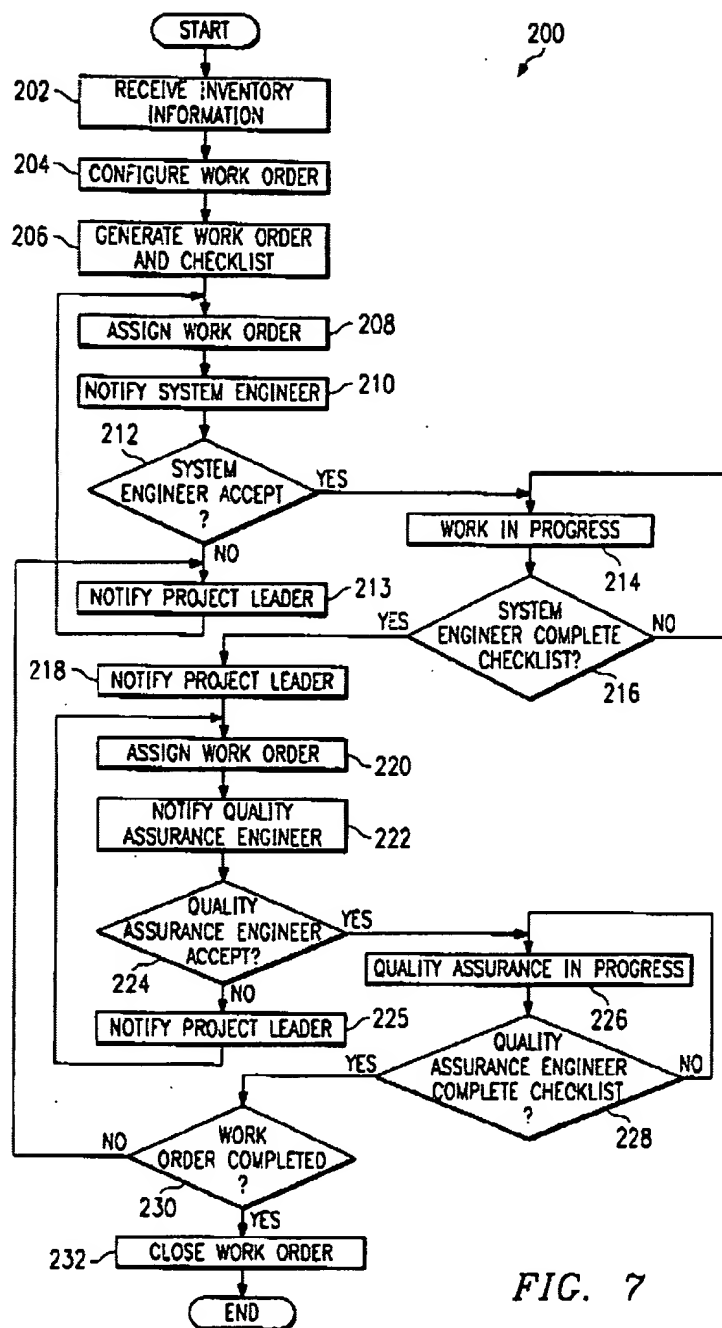 START
200
202
RECEIVE INVENTORY
INFORMATION
204
CONFIGURE WORK ORDER
206
GENERATE WORK ORDER
AND CHECKLIST
ASSIGN WORK ORDER
208
NOTIFY SYSTEM ENGINEER
210
212
SYSTEM
ENGINEER ACCEPT
?
YES
NO
WORK IN PROGRESS
214
NOTIFY PROJECT LEADER
213
YES
SYSTEM
ENGINEER COMPLETE
CHECKLIST?
NO
216
218
NOTIFY PROJECT LEADER
ASSIGN WORK ORDER
220
NOTIFY QUALITY
ASSURANCE ENGINEER
222
QUALITY
ASSURANCE ENGINEER
ACCEPT?
YES
224
NO
QUALITY ASSURANCE IN PROGRESS
226
NOTIFY PROJECT LEADER
225
YES
QUALITY
ASSURANCE ENGINEER
COMPLETE CHECKLIST
?
NO
228
NO
WORK
ORDER COMPLETED
?
230
YES
232
CLOSE WORK ORDER
END
FIG. 7